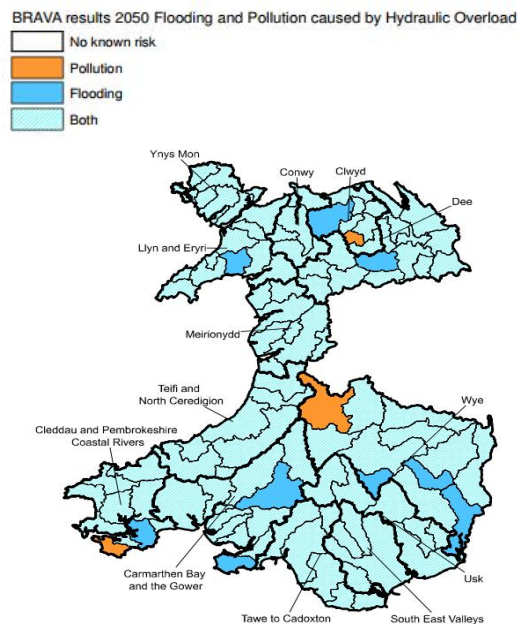 BRAVA results 2050 Flooding and Pollution caused by Hydraulic Overload
No known risk
Pollution
Flooding
Both
Ynys Mon
Conwy
Clwyd
Dee
Llyn and Eryri
Meirionydd
Teifi and
North Ceredigion
Wye
Cleddau and Pembrokeshire
Coastal Rivers
Carmarthen Bay
and the Gower
Usk
Tawe to Cadoxton
South East Valleys